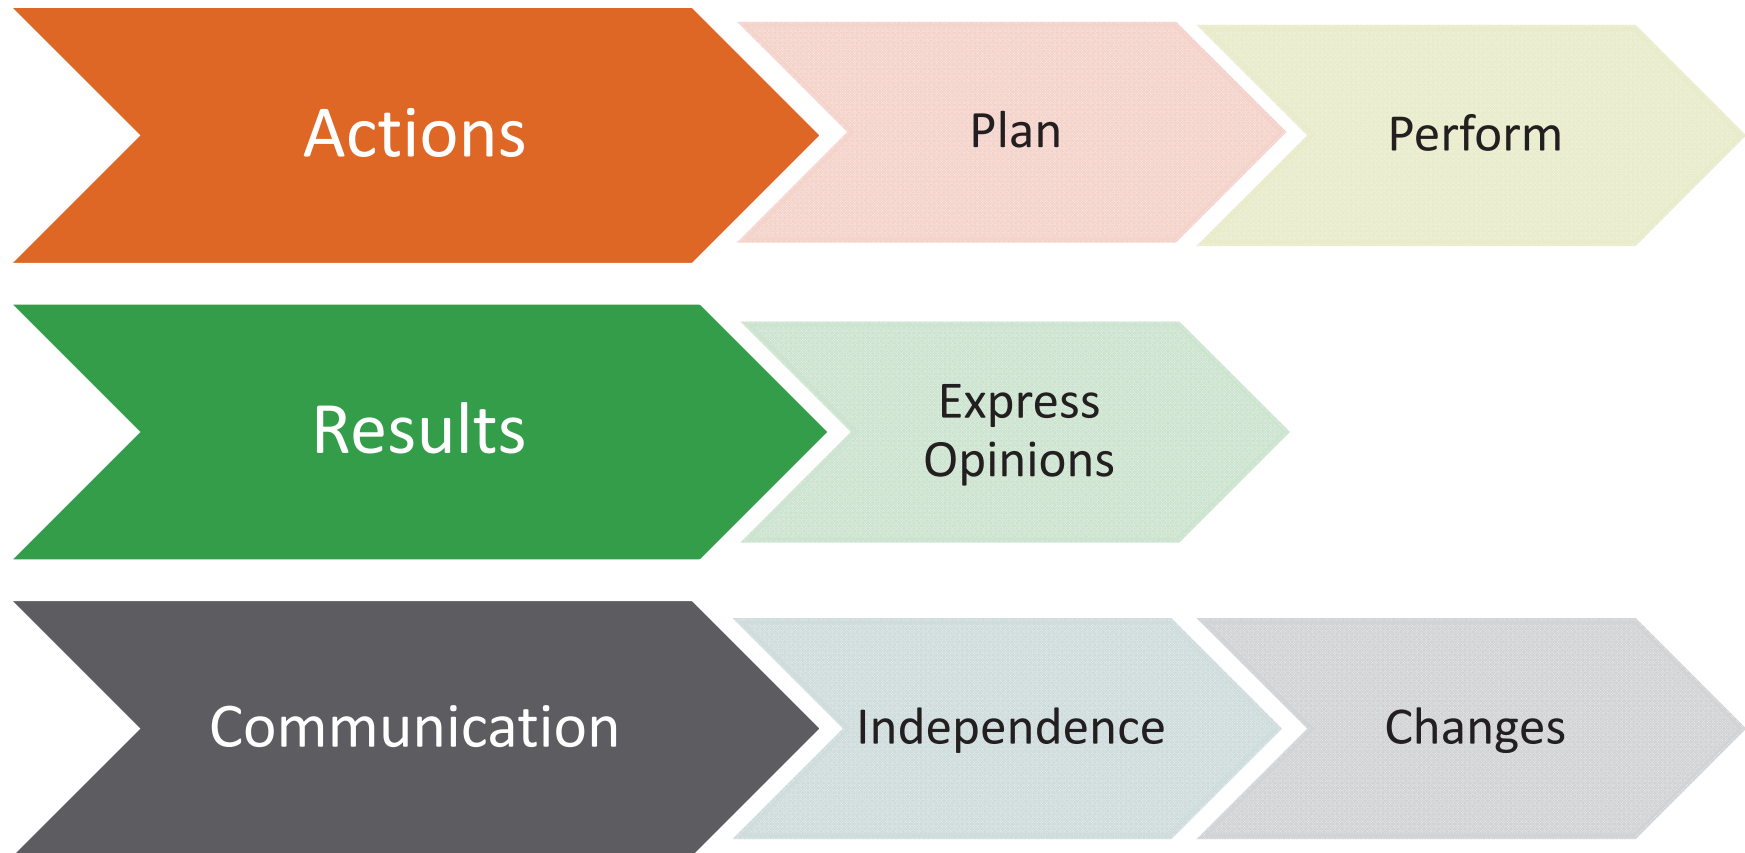 Actions
Plan
Perform
Results
Express
Opinions
Communication
Independence
Changes